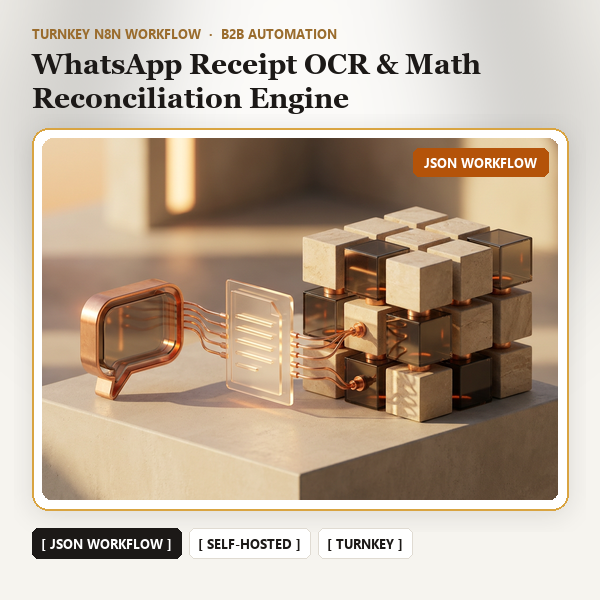 TURNKEY N8N WORKFLOW · B2B AUTOMATION
WhatsApp Receipt OCR & Math
Reconciliation Engine
JSON WORKFLOW
[ JSON WORKFLOW ] [ SELF-HOSTED ] [ TURNKEY ]